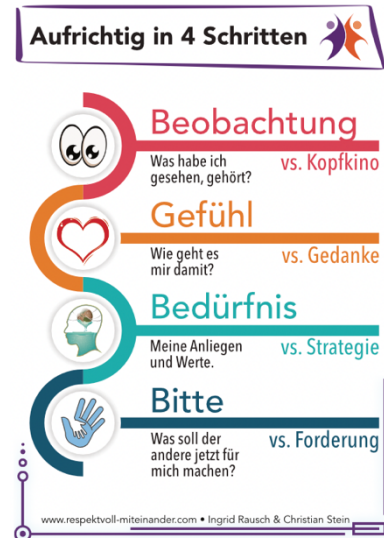 Aufrichtig in 4 Schritten
Beobachtung
Was habe ich
gesehen, gehört?
vs. Kopfkino
Gefühl
Wie geht es
mir damit?
vs. Gedanke
Bedürfnis
Meine Anliegen
und Werte.
vs. Strategie
Bitte
Was soll der
andere jetzt für
mich machen?
vs. Forderung
www.respektvoll-miteinander.com • Ingrid Rausch & Christian Stein